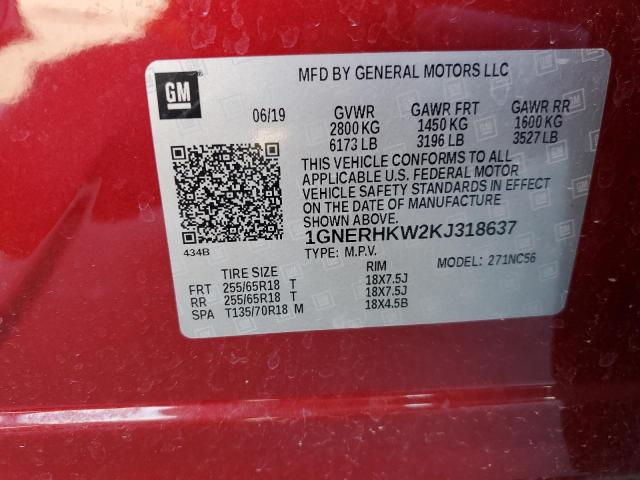 GM
MFD BY GENERAL MOTORS LLC
06/19 GVWR GAWR FRT GAWR RR
2800 KG 1450 KG 1600 KG
6173 LB 3196 LB 3527 LB
THIS VEHICLE CONFORMS TO ALL
APPLICABLE U.S. FEDERAL MOTOR
VEHICLE SAFETY STANDARDS IN EFFECT
ON THE DATE OF MANUFACTURE
SHOWN ABOVE.
1GNERHKW2KJ318637
434B TYPE: M.P.V. MODEL: 271NC56
TIRE SIZE RIM
FRT 255/65R18 T 18X7.5J
RR 255/65R18 T 18X7.5J
SPA T135/70R18 M 18X4.5B